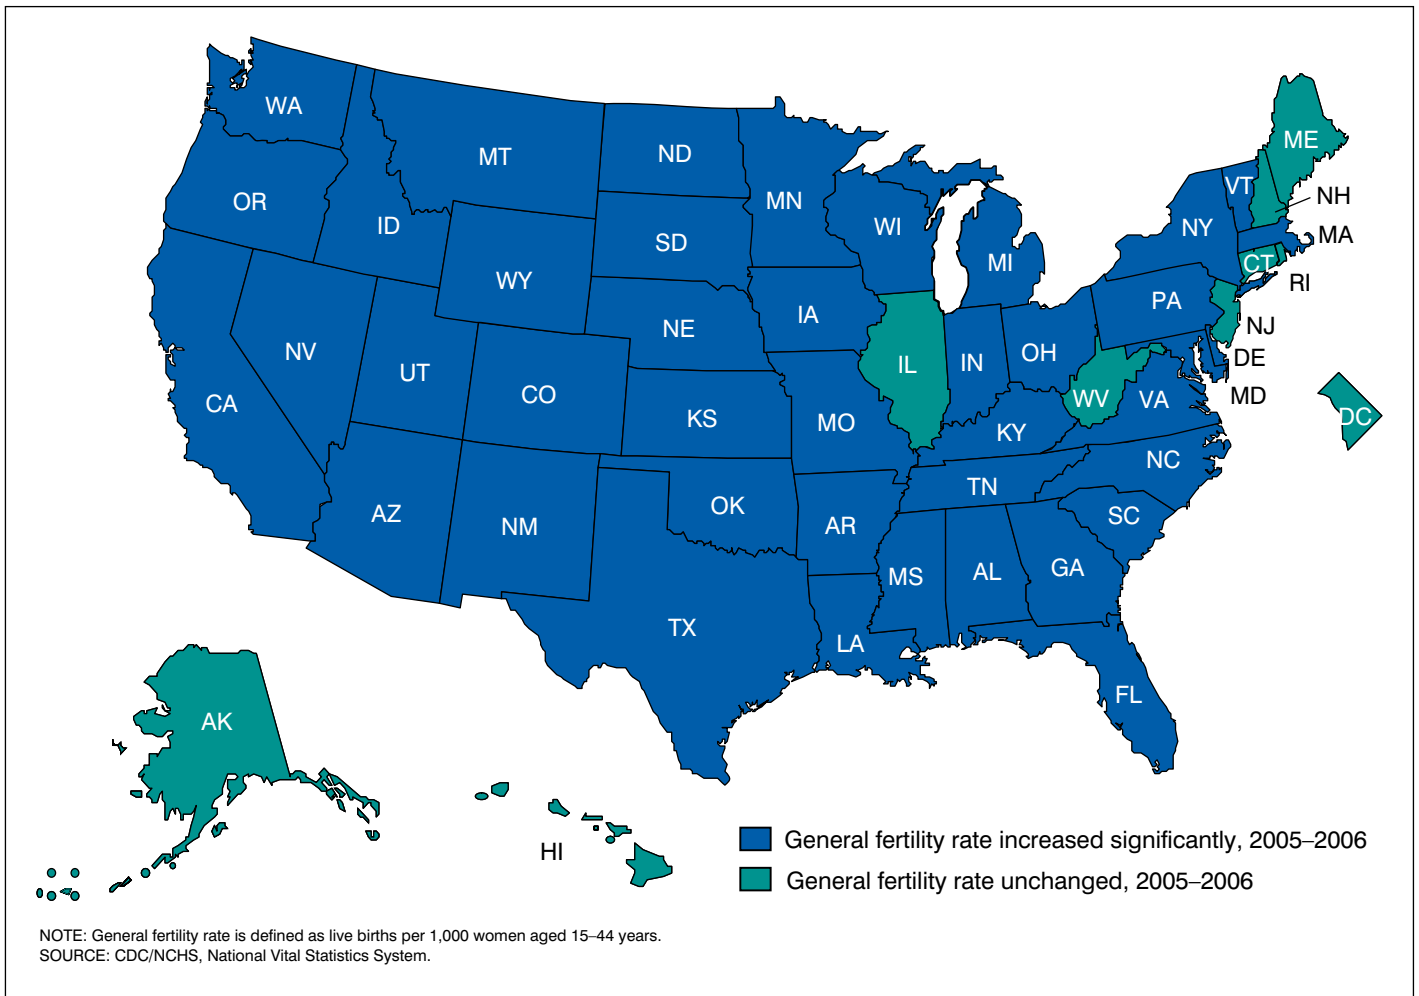 WA
MT
ND
MN
ME
OR
ID
SD
WI
VT
NH
NY
MA
WY
MI
CT
RI
IA
PA
NE
NJ
NV
UT
CO
IL
IN
OH
DE
MD
CA
KS
MO
WV
VA
DC
KY
NC
TN
AZ
NM
OK
AR
SC
MS
AL
GA
TX
LA
FL
AK
HI
General fertility rate increased significantly, 2005–2006
General fertility rate unchanged, 2005–2006
NOTE: General fertility rate is defined as live births per 1,000 women aged 15–44 years.
SOURCE: CDC/NCHS, National Vital Statistics System.